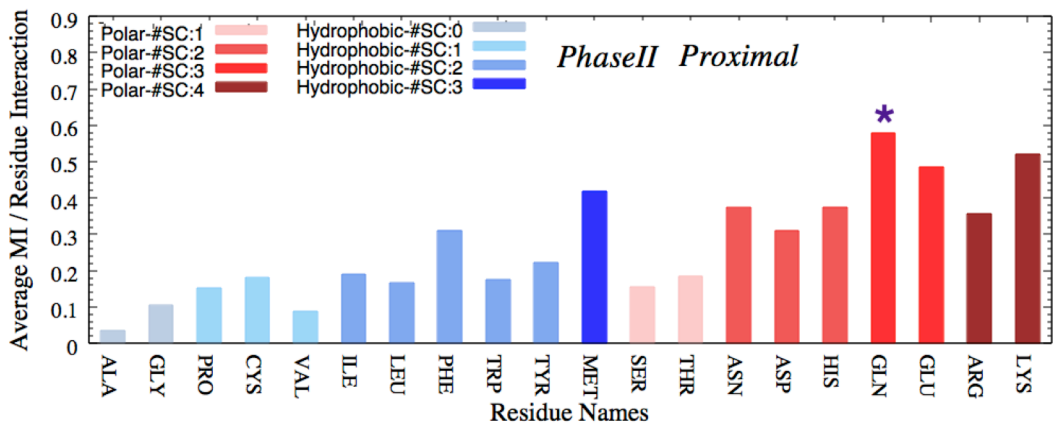 0.9
0.8
0.7
0.6
0.5
0.4
0.3
0.2
0.1
0
Average MI / Residue Interaction
Polar-#SC:1
Polar-#SC:2
Polar-#SC:3
Polar-#SC:4
Hydrophobic-#SC:0
Hydrophobic-#SC:1
Hydrophobic-#SC:2
Hydrophobic-#SC:3
PhaseII Proximal
*
ALA
GLY
PRO
CYS
VAL
ILE
LEU
PHE
TRP
TYR
MET
SER
THR
ASN
ASP
HIS
GLN
GLU
ARG
LYS
Residue Names